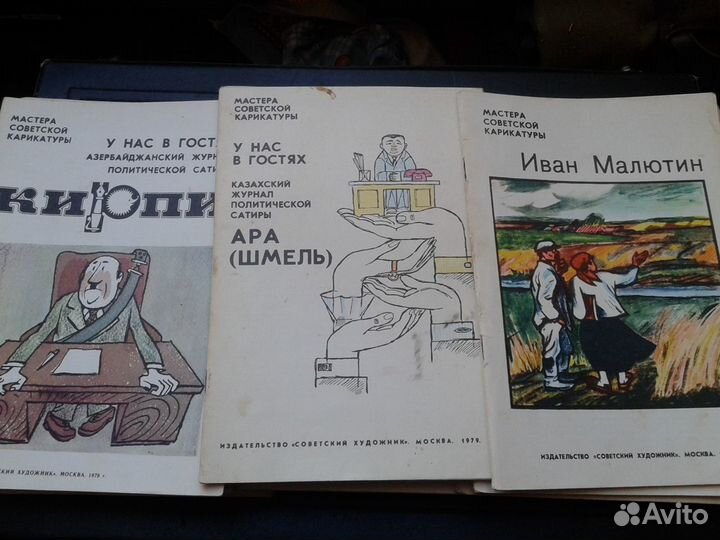 МАСТЕРА
СОВЕТСКОЙ
КАРИКАТУРЫ
У НАС В ГОСТЯ
АЗЕРБАЙДЖАНСКИЙ ЖУРН
ПОЛИТИЧЕСКОЙ САТИ
КИРПИ
СКИЙ ХУДОЖНИК». МОСКВА. 1979 г.
МАСТЕРА
СОВЕТСКОЙ
КАРИКАТУРЫ
У НАС
В ГОСТЯХ
КАЗАХСКИЙ
ЖУРНАЛ
ПОЛИТИЧЕСКОЙ
САТИРЫ
АРА
(ШМЕЛЬ)
ИЗДАТЕЛЬСТВО «СОВЕТСКИЙ ХУДОЖНИК». МОСКВА. 1979.
МАСТЕРА
СОВЕТСКОЙ
КАРИКАТУРЫ
Иван Малютин
ИЗДАТЕЛЬСТВО «СОВЕТСКИЙ ХУДОЖНИК». МОСКВА.
Avito